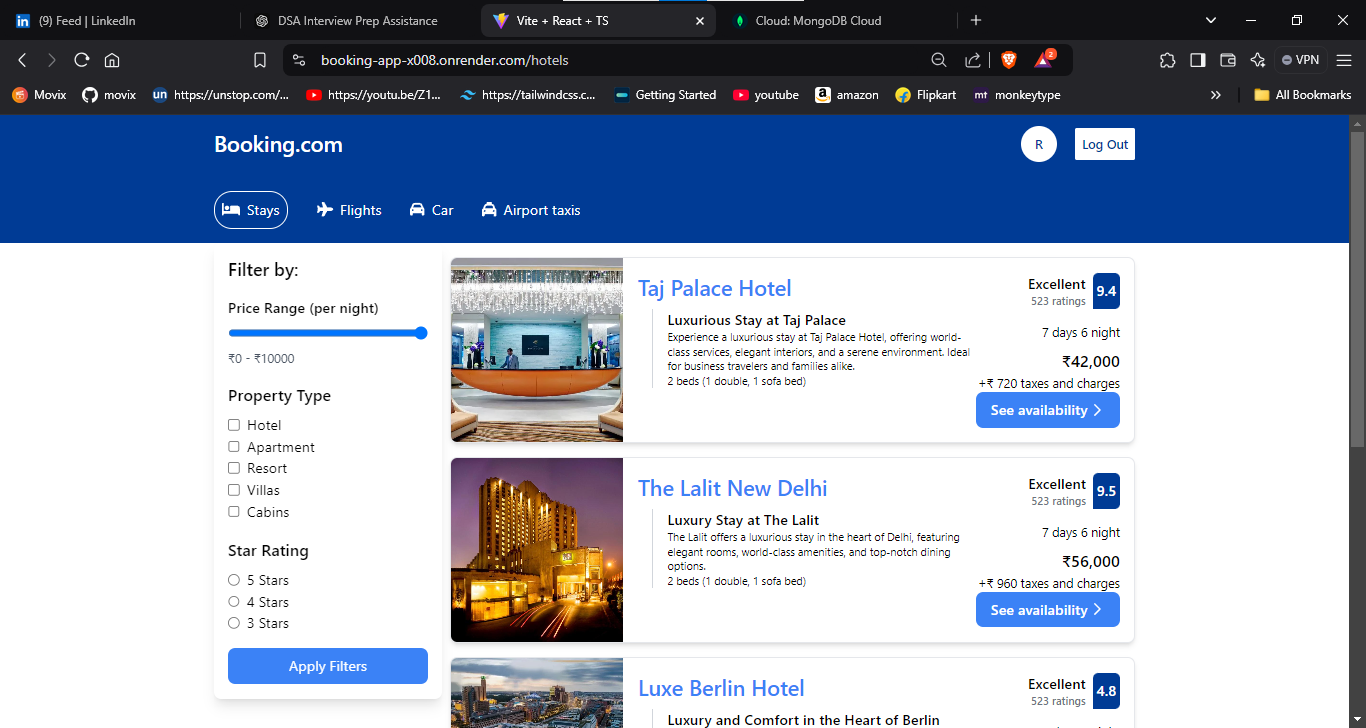 (9) Feed | LinkedIn
DSA Interview Prep Assistance
Vite + React + TS
Cloud: MongoDB Cloud
booking-app-x008.onrender.com/hotels
2
VPN
Movix
movix
un
https://unstop.com/...
https://youtu.be/Z1...
https://tailwindcss.c...
Getting Started
youtube
amazon
Flipkart
mt
monkeytype
All Bookmarks
Booking.com
R
Log Out
Stays
Flights
Car
Airport taxis
Filter by:
Price Range (per night)
₹0 - ₹10000
Property Type
Hotel
Apartment
Resort
Villas
Cabins
Star Rating
5 Stars
4 Stars
3 Stars
Apply Filters
Taj Palace Hotel
Luxurious Stay at Taj Palace
Experience a luxurious stay at Taj Palace Hotel, offering world-
class services, elegant interiors, and a serene environment. Ideal
for business travelers and families alike.
2 beds (1 double, 1 sofa bed)
Excellent
523 ratings
9.4
7 days 6 night
₹42,000
+₹ 720 taxes and charges
See availability
The Lalit New Delhi
Luxury Stay at The Lalit
The Lalit offers a luxurious stay in the heart of Delhi, featuring
elegant rooms, world-class amenities, and top-notch dining
options.
2 beds (1 double, 1 sofa bed)
Excellent
523 ratings
9.5
7 days 6 night
₹56,000
+₹ 960 taxes and charges
See availability
Luxe Berlin Hotel
Luxury and Comfort in the Heart of Berlin
Excellent
523 ratings
4.8